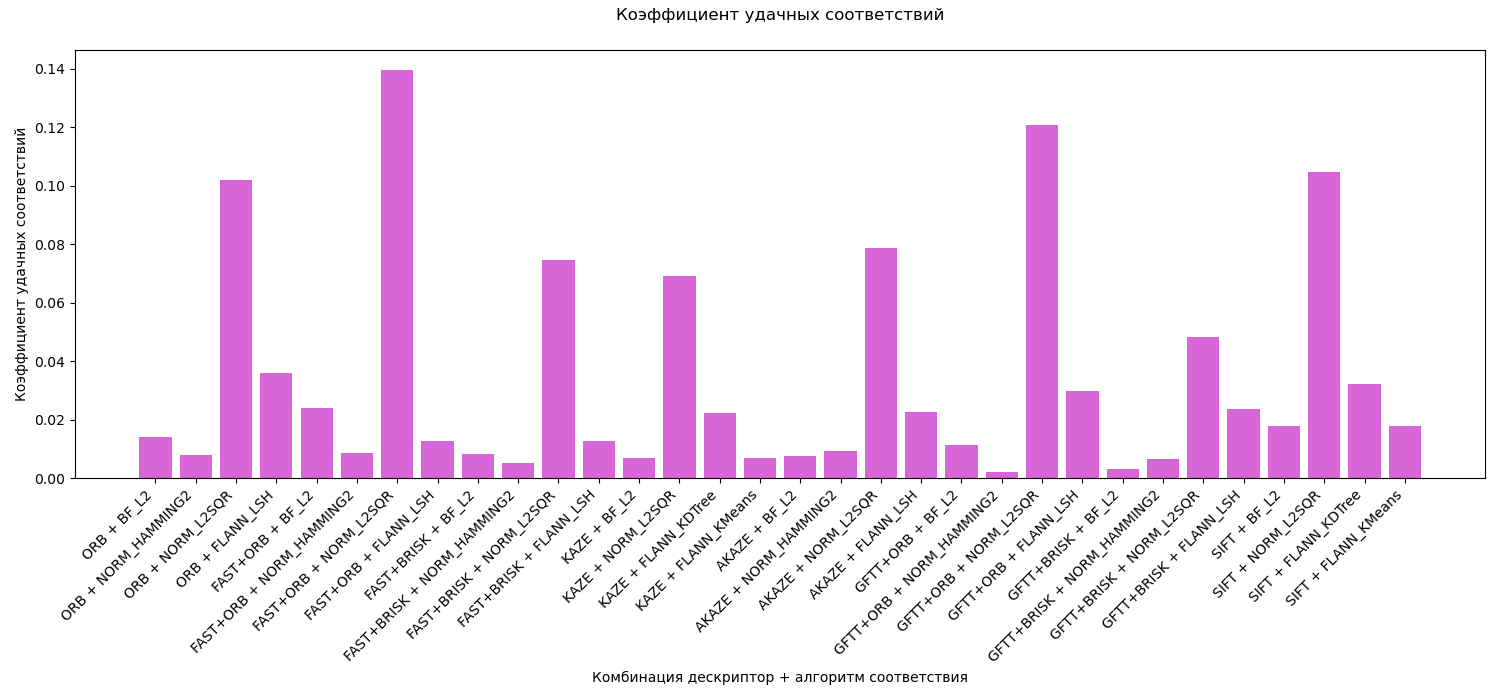 Коэффициент удачных соответствий
Коэффициент удачных соответствий
0.14
0.12
0.10
0.08
0.06
0.04
0.02
0.00
ORB + BF_L2
ORB + NORM_HAMMING2
ORB + NORM_L2SQR
ORB + FLANN_LSH
FAST+ORB + BF_L2
FAST+ORB + NORM_HAMMING2
FAST+ORB + NORM_L2SQR
FAST+ORB + FLANN_LSH
FAST+BRISK + BF_L2
FAST+BRISK + NORM_HAMMING2
FAST+BRISK + NORM_L2SQR
FAST+BRISK + FLANN_LSH
KAZE + BF_L2
KAZE + NORM_L2SQR
KAZE + FLANN_KDTree
KAZE + FLANN_KMeans
AKAZE + BF_L2
AKAZE + NORM_HAMMING2
AKAZE + NORM_L2SQR
AKAZE + FLANN_LSH
GFTT+ORB + BF_L2
GFTT+ORB + NORM_HAMMING2
GFTT+ORB + NORM_L2SQR
GFTT+ORB + FLANN_LSH
GFTT+BRISK + BF_L2
GFTT+BRISK + NORM_HAMMING2
GFTT+BRISK + NORM_L2SQR
GFTT+BRISK + FLANN_LSH
SIFT + BF_L2
SIFT + NORM_L2SQR
SIFT + FLANN_KDTree
SIFT + FLANN_KMeans
Комбинация дескриптор + алгоритм соответствия